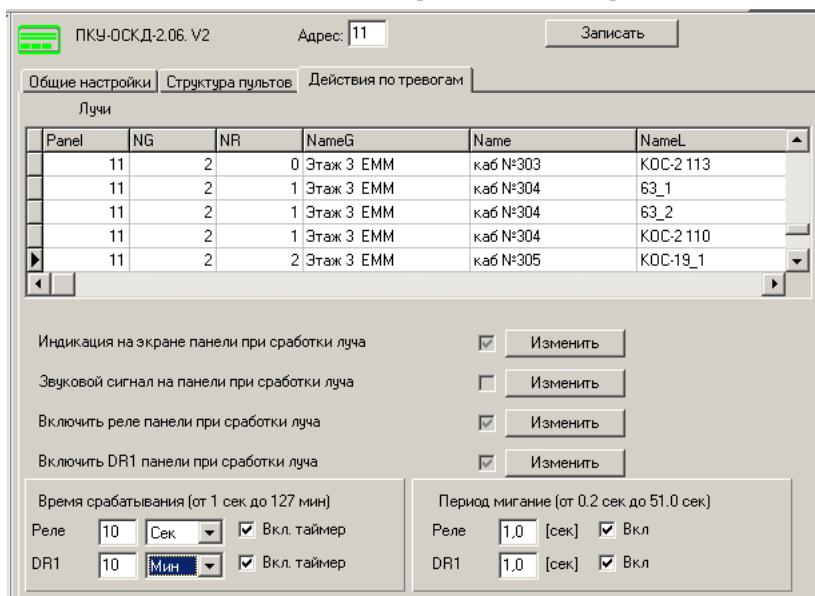 ПКУ-ОСКД-2.06. V2 Адрес: 11 Записать
Общие настройки Структура пультов Действия по тревогам
Лучи
Panel NG NR NameG Name NameL
11 2 0 Этаж 3 ЕММ каб №303 КОС-2 113
11 2 1 Этаж 3 ЕММ каб №304 63_1
11 2 1 Этаж 3 ЕММ каб №304 63_2
11 2 1 Этаж 3 ЕММ каб №304 КОС-2 110
11 2 2 Этаж 3 ЕММ каб №305 КОС-19_1
Индикация на экране панели при сработки луча Изменить
Звуковой сигнал на панели при сработки луча Изменить
Включить реле панели при сработки луча Изменить
Включить DR1 панели при сработки луча Изменить
Время срабатывания (от 1 сек до 127 мин) Период мигание (от 0.2 сек до 51.0 сек)
Реле 10 Сек Вкл. таймер Реле 1,0 [сек] Вкл
DR1 10 Мин Вкл. таймер DR1 1,0 [сек] Вкл